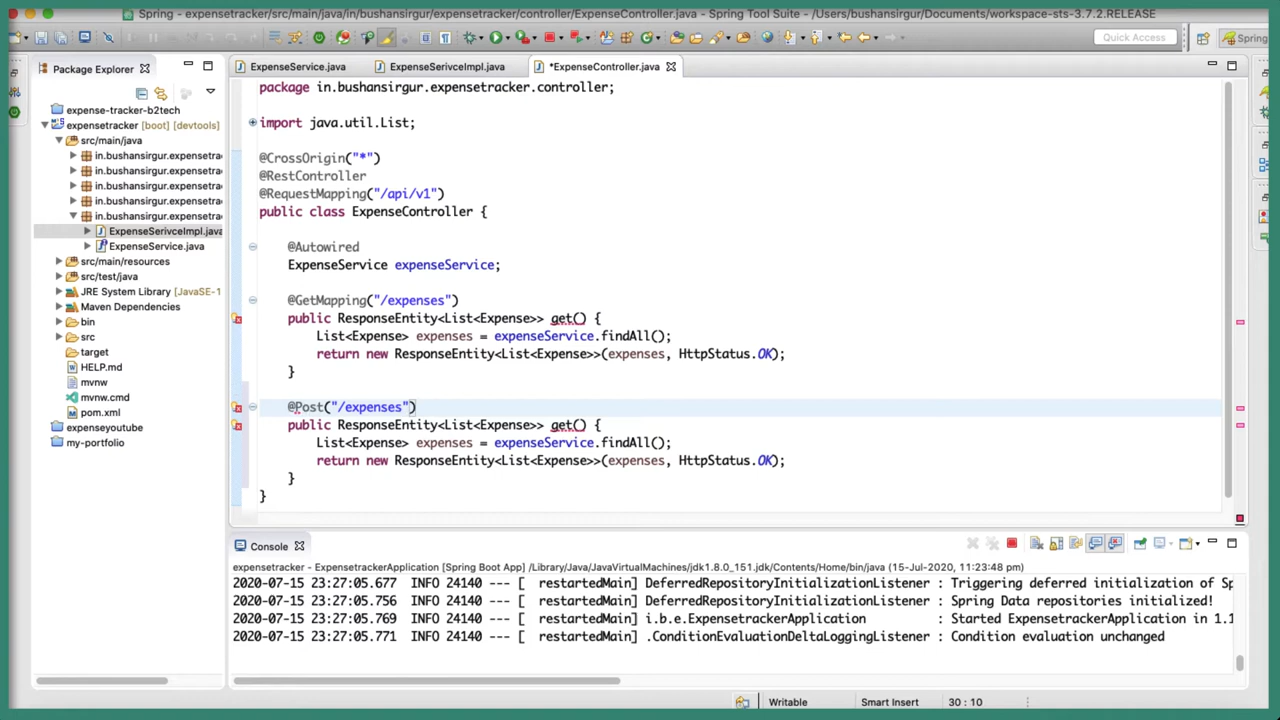 Spring - expensetracker/src/main/java/in/bushansirgur/expensetracker/controller/ExpenseController.java - Spring Tool Suite - /Users/bushansirgur/Documents/workspace-sts-3.7.2.RELEASE
Quick Access
Spring
Package Explorer
expense-tracker-b2tech
expensetracker [boot] [devtools]
src/main/java
in.bushansirgur.expensetra
in.bushansirgur.expensetra
in.bushansirgur.expensetra
in.bushansirgur.expensetra
in.bushansirgur.expensetra
ExpenseSerivceImpl.java
ExpenseService.java
src/main/resources
src/test/java
JRE System Library [JavaSE-1
Maven Dependencies
bin
src
target
HELP.md
mvnw
mvnw.cmd
pom.xml
expenseyoutube
my-portfolio
ExpenseService.java
ExpenseSerivceImpl.java
*ExpenseController.java
package in.bushansirgur.expensetracker.controller;
import java.util.List;
@CrossOrigin("*")
@RestController
@RequestMapping("/api/v1")
public class ExpenseController {
@Autowired
ExpenseService expenseService;
@GetMapping("/expenses")
public ResponseEntity<List<Expense>> get() {
List<Expense> expenses = expenseService.findAll();
return new ResponseEntity<List<Expense>>(expenses, HttpStatus.OK);
}
@Post("/expenses")
public ResponseEntity<List<Expense>> get() {
List<Expense> expenses = expenseService.findAll();
return new ResponseEntity<List<Expense>>(expenses, HttpStatus.OK);
}
}
Console
expensetracker - ExpensetrackerApplication [Spring Boot App] /Library/Java/JavaVirtualMachines/jdk1.8.0_151.jdk/Contents/Home/bin/java (15-Jul-2020, 11:23:48 pm)
2020-07-15 23:27:05.677 INFO 24140 --- [ restartedMain] DeferredRepositoryInitializationListener : Triggering deferred initialization of Sp
2020-07-15 23:27:05.756 INFO 24140 --- [ restartedMain] DeferredRepositoryInitializationListener : Spring Data repositories initialized!
2020-07-15 23:27:05.769 INFO 24140 --- [ restartedMain] i.b.e.ExpensetrackerApplication : Started ExpensetrackerApplication in 1.1
2020-07-15 23:27:05.771 INFO 24140 --- [ restartedMain] .ConditionEvaluationDeltaLoggingListener : Condition evaluation unchanged
Writable
Smart Insert
30 : 10